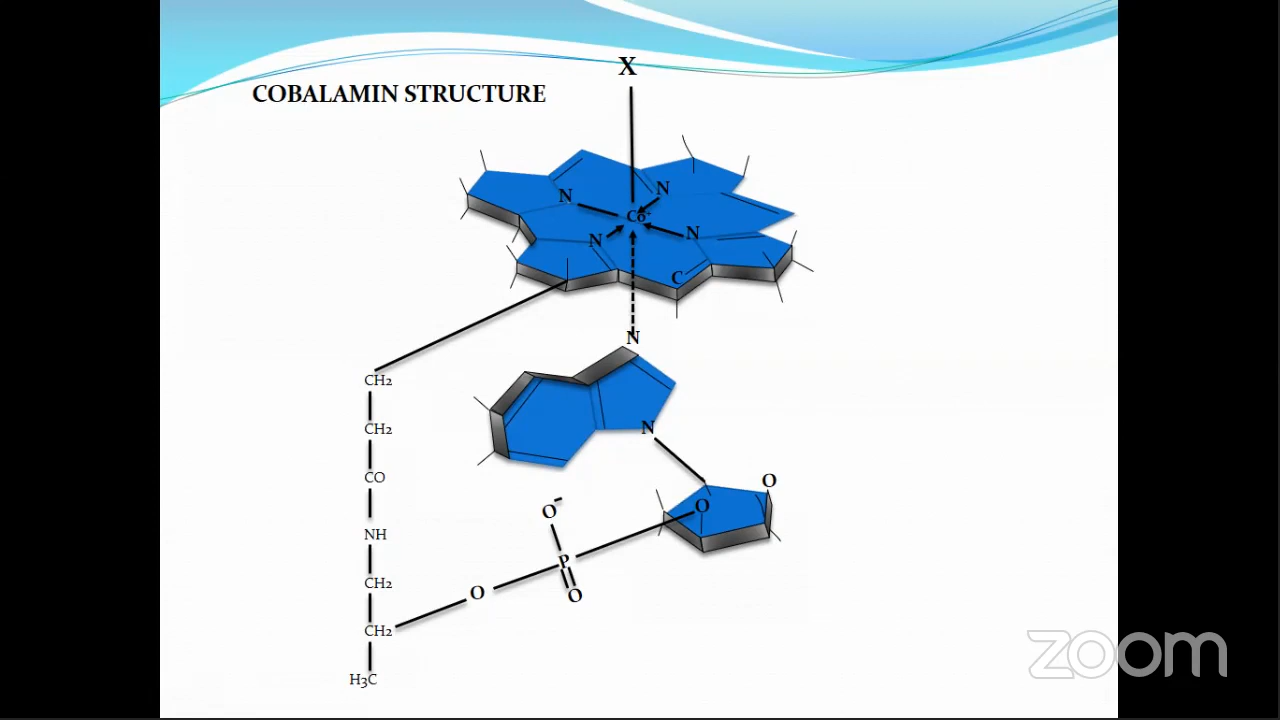 X
COBALAMIN STRUCTURE
N
N
Co⁺
N
N
C
N
CH2
CH2
N
CO
O
O
O⁻
NH
P
CH2
O
O
CH2
H3C
zoom